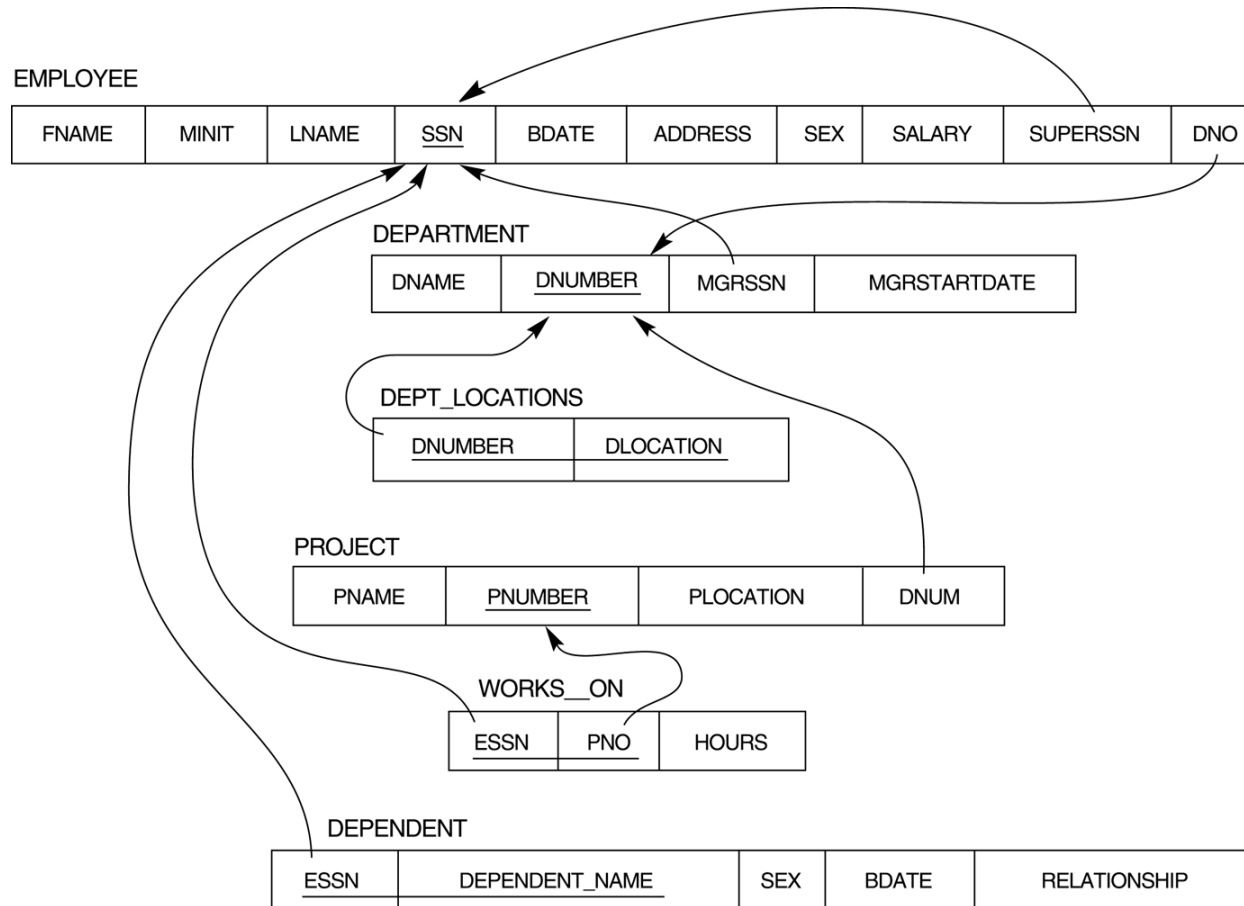 EMPLOYEE
FNAME MINIT LNAME SSN BDATE ADDRESS SEX SALARY SUPERSSN DNO
DEPARTMENT
DNAME DNUMBER MGRSSN MGRSTARTDATE
DEPT_LOCATIONS
DNUMBER DLOCATION
PROJECT
PNAME PNUMBER PLOCATION DNUM
WORKS__ON
ESSN PNO HOURS
DEPENDENT
ESSN DEPENDENT_NAME SEX BDATE RELATIONSHIP